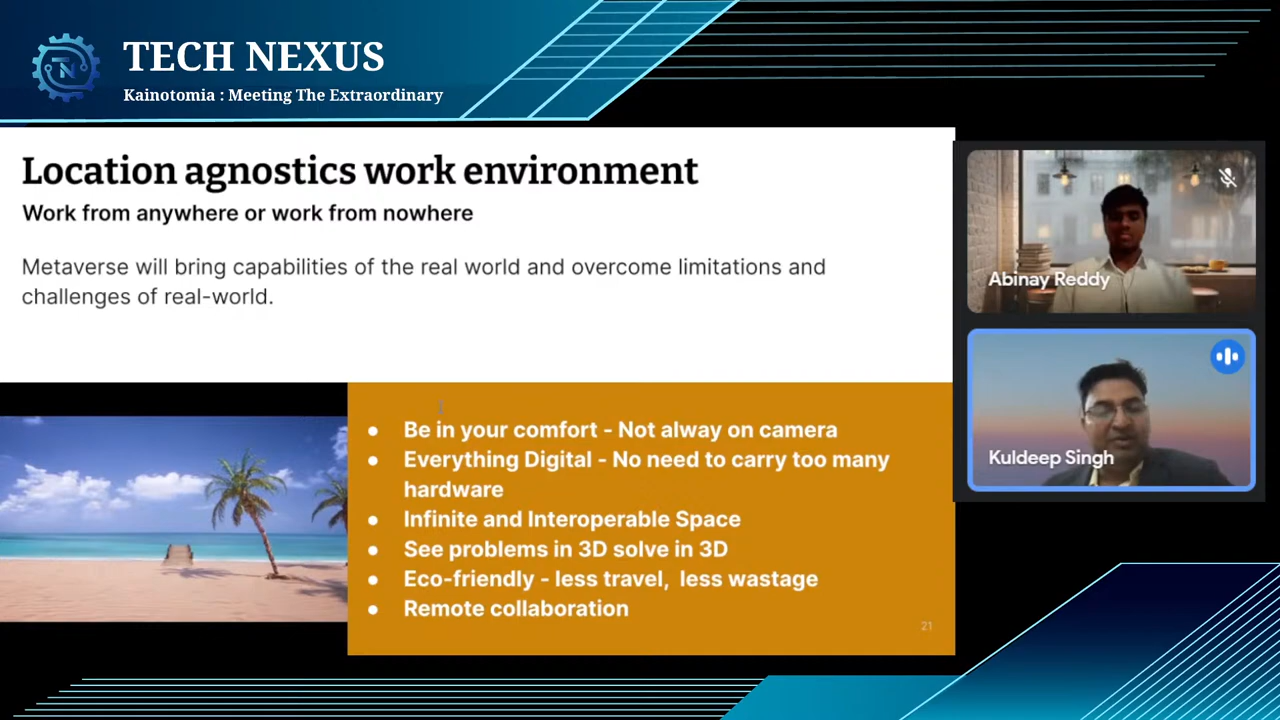 TN
TECH NEXUS
Kainotomia : Meeting The Extraordinary
Location agnostics work environment
Work from anywhere or work from nowhere
Metaverse will bring capabilities of the real world and overcome limitations and
challenges of real-world.
● Be in your comfort - Not alway on camera
● Everything Digital - No need to carry too many
hardware
● Infinite and Interoperable Space
● See problems in 3D solve in 3D
● Eco-friendly - less travel, less wastage
● Remote collaboration
21
Abinay Reddy
Kuldeep Singh